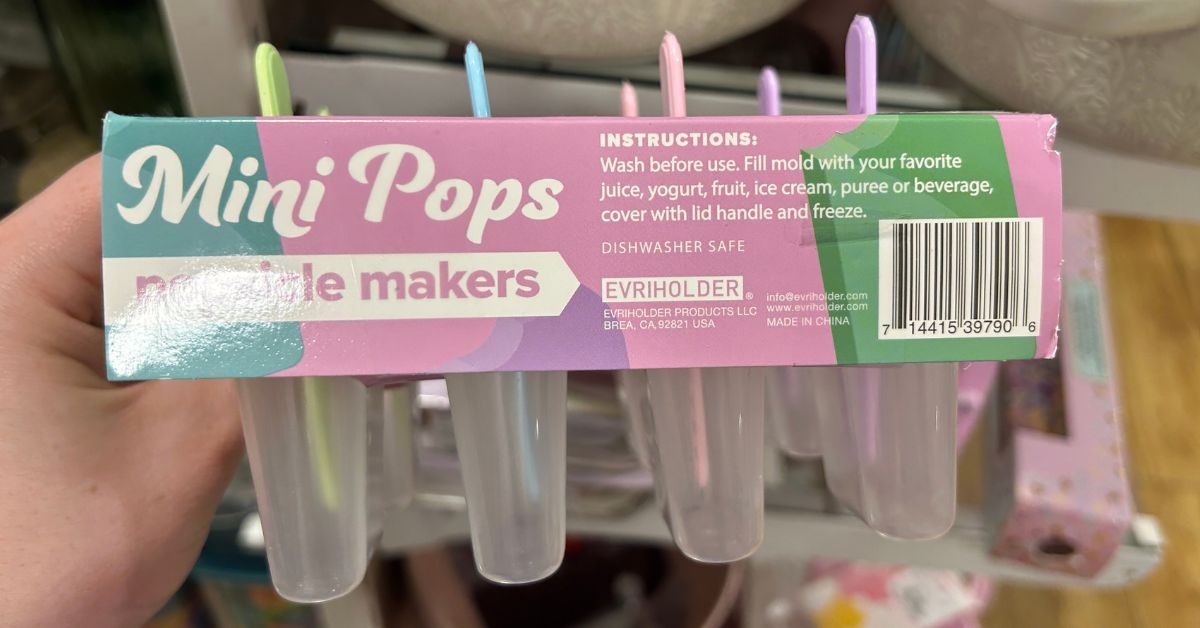 Mini Pops
popsicle makers
INSTRUCTIONS:
Wash before use. Fill mold with your favorite
juice, yogurt, fruit, ice cream, puree or beverage,
cover with lid handle and freeze.
DISHWASHER SAFE
EVRIHOLDER®
EVRIHOLDER PRODUCTS LLC
BREA, CA.92821 USA
info@evriholder.com
www.evriholder.com
MADE IN CHINA
7 14415 39790 6